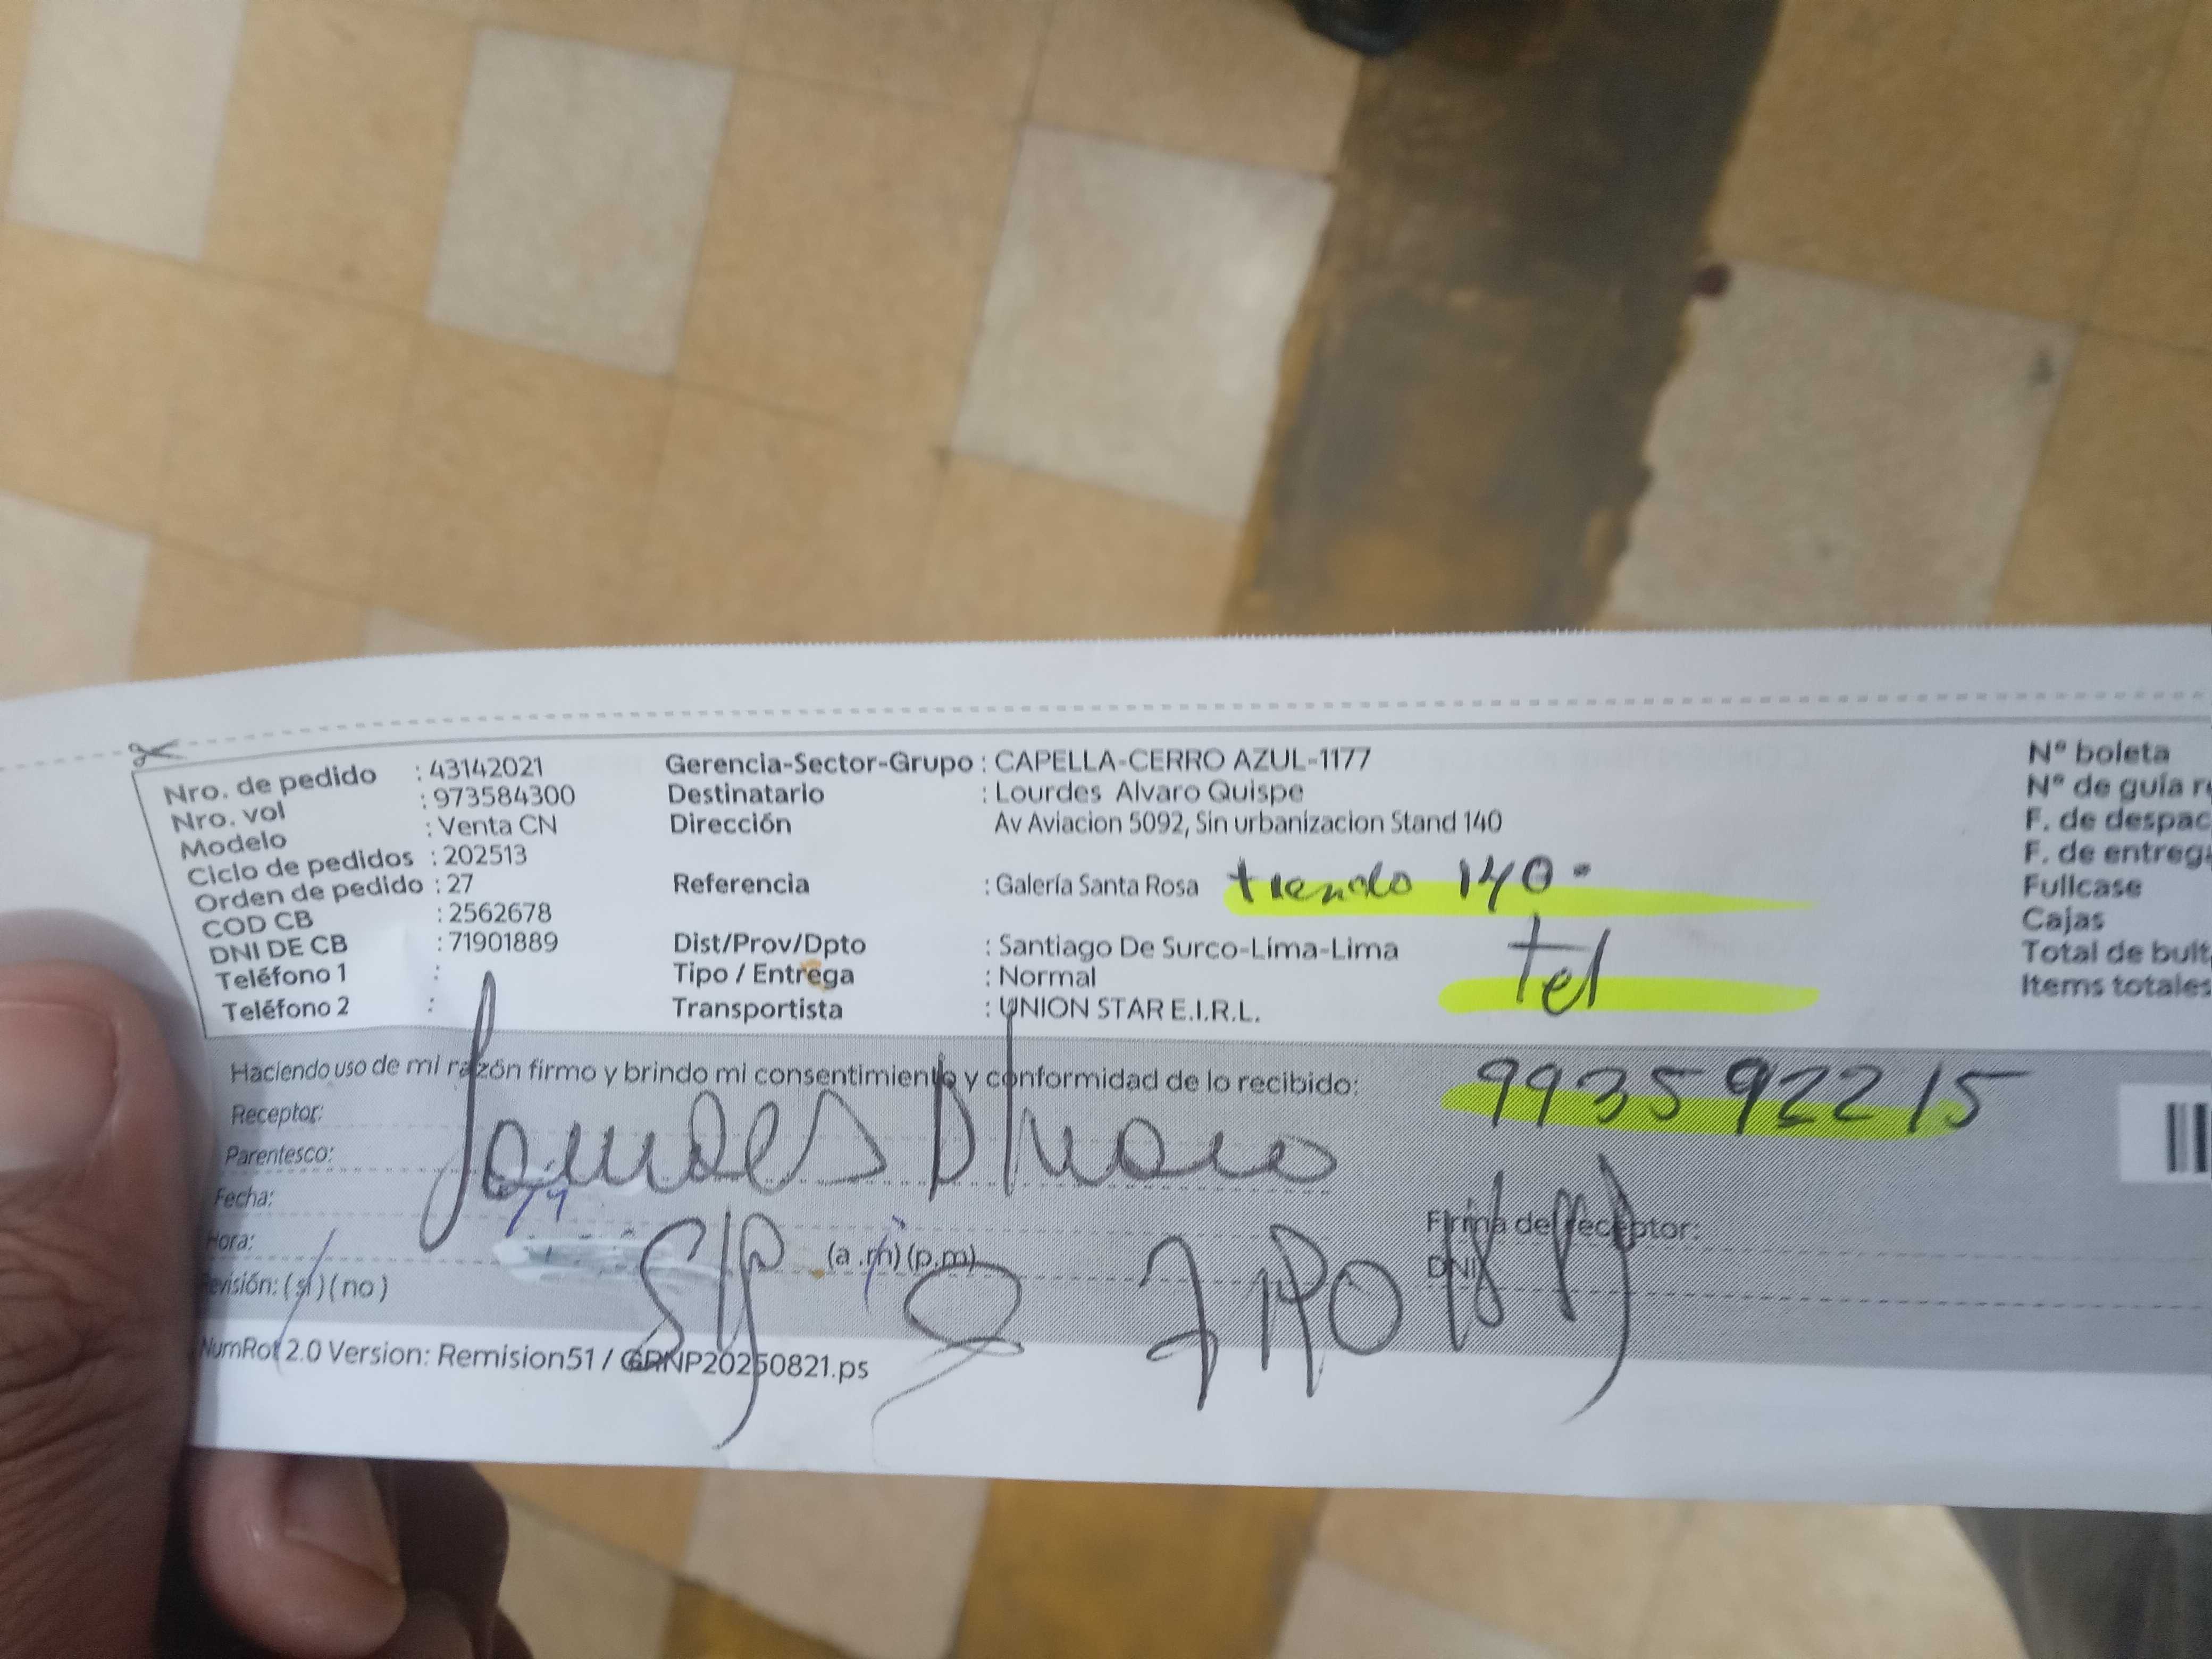 Nro. de pedido : 43142021
Nro. vol : 973584300
Modelo : Venta CN
Ciclo de pedidos : 202513
Orden de pedido : 27
COD CB : 2562678
DNI DE CB : 71901889
Teléfono 1 :
Teléfono 2 :
Gerencia-Sector-Grupo : CAPELLA-CERRO AZUL-1177
Destinatario : Lourdes Alvaro Quispe
Dirección Av Aviacion 5092, Sin urbanizacion Stand 140
Referencia : Galería Santa Rosa tienda 140
Dist/Prov/Dpto : Santiago De Surco-Lima-Lima
Tipo / Entrega : Normal
Transportista : UNION STAR E.I.R.L.
tel
993592215
Nº boleta
Nº de guía
F. de
F. de
Fullcase
Cajas
Total de
Items totales
Haciendo uso de mi razón firmo y brindo mi consentimiento y conformidad de lo recibido:
Receptor:
Lourdes Alvaro
Parentesco:
Fecha:
Hora: (a.m) (p.m)
Revisión: (si) (no)
Firma del receptor:
DNI
NumRot 2.0 Version: Remision51 / GRNP20250821.ps